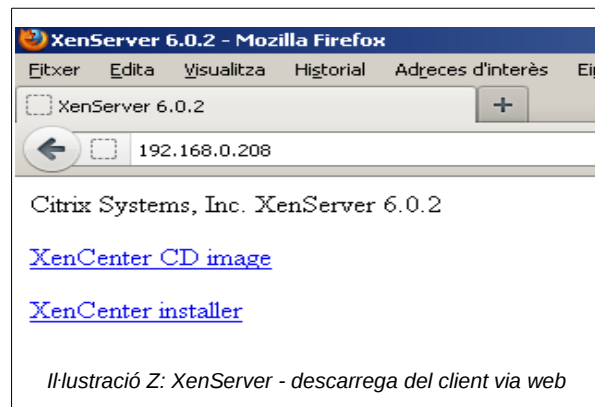 XenServer 6.0.2 - Mozilla Firefox
Fitxer Edita Visualitza Historial Adreces d'interès
XenServer 6.0.2 +
192.168.0.208
Citrix Systems, Inc. XenServer 6.0.2
XenCenter CD image
XenCenter installer
Il·lustració Z: XenServer - descarrega del client via web